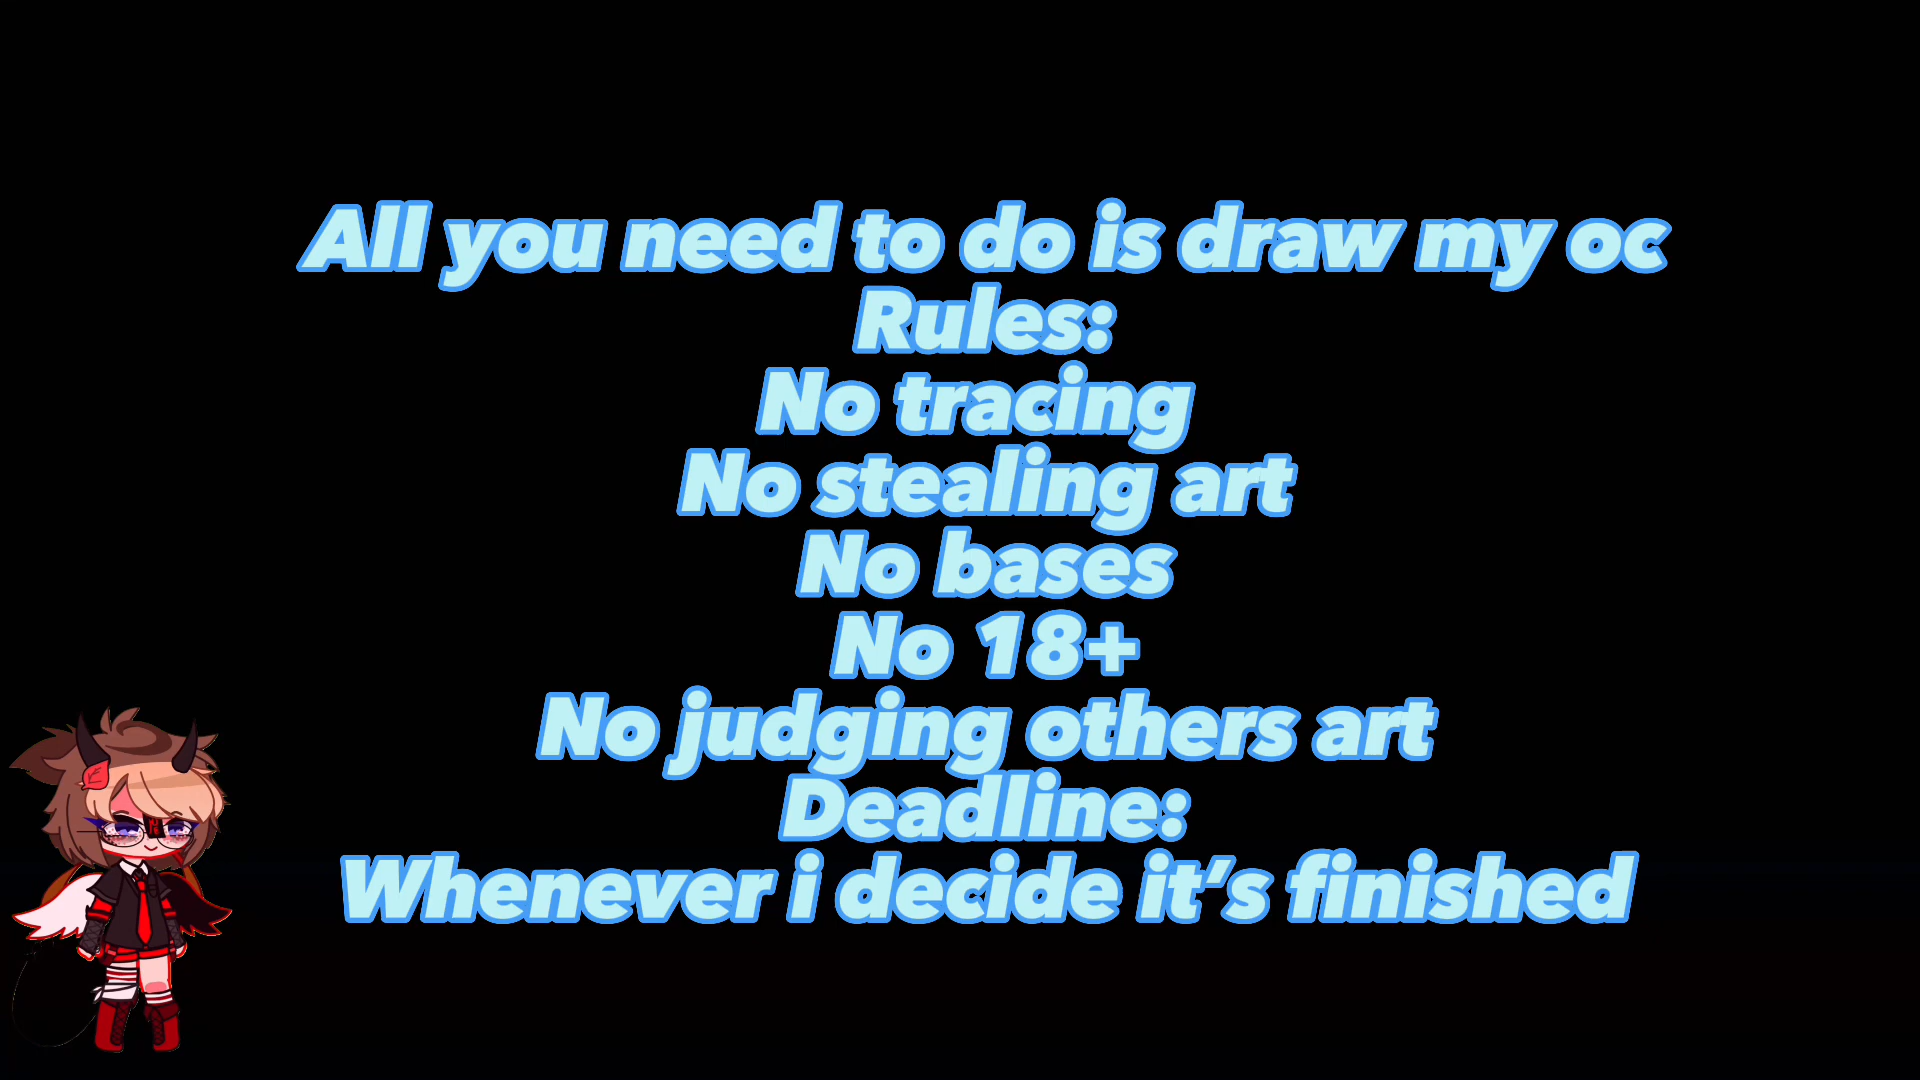 All you need to do is draw my oc
Rules:
No tracing
No stealing art
No bases
No 18+
No judging others art
Deadline:
Whenever i decide it’s finished